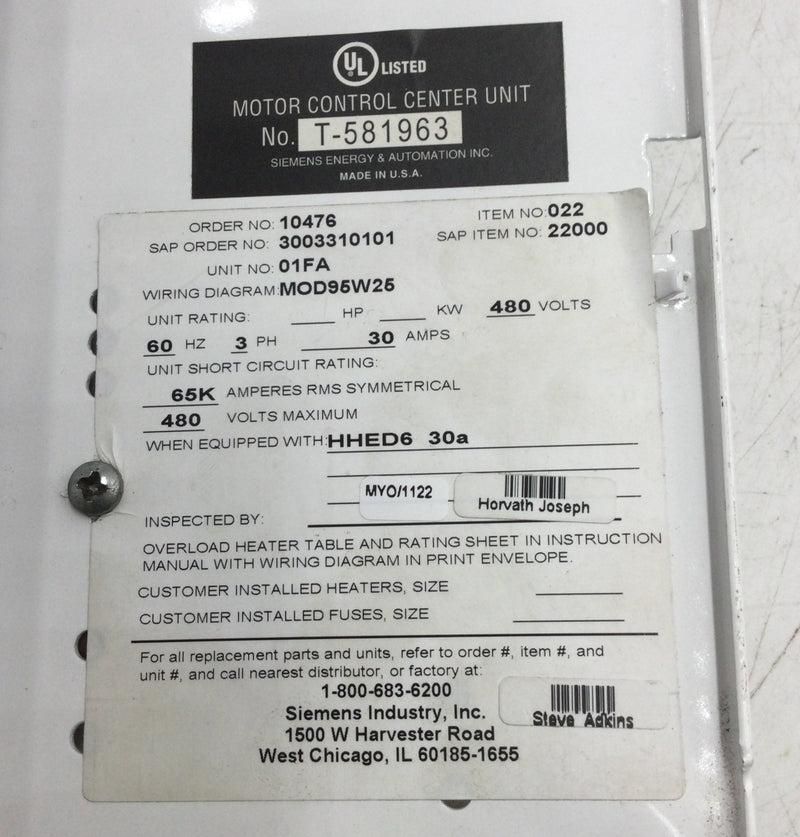 UL LISTED
MOTOR CONTROL CENTER UNIT
No. T-581963
SIEMENS ENERGY & AUTOMATION INC.
MADE IN U.S.A.
ORDER NO: 10476 ITEM NO:022
SAP ORDER NO: 3003310101 SAP ITEM NO: 22000
UNIT NO: 01FA
WIRING DIAGRAM:MOD95W25
UNIT RATING: ____ HP ____ KW 480 VOLTS
60 HZ 3 PH 30 AMPS
UNIT SHORT CIRCUIT RATING:
65K AMPERES RMS SYMMETRICAL
480 VOLTS MAXIMUM
WHEN EQUIPPED WITH:HHED6 30a
MYO/1122 Horvath Joseph
INSPECTED BY:
OVERLOAD HEATER TABLE AND RATING SHEET IN INSTRUCTION
MANUAL WITH WIRING DIAGRAM IN PRINT ENVELOPE.
CUSTOMER INSTALLED HEATERS, SIZE ____
CUSTOMER INSTALLED FUSES, SIZE ____
For all replacement parts and units, refer to order #, item #, and
unit #, and call nearest distributor, or factory at:
1-800-683-6200
Siemens Industry, Inc.
Steve Adkins
1500 W Harvester Road
West Chicago, IL 60185-1655